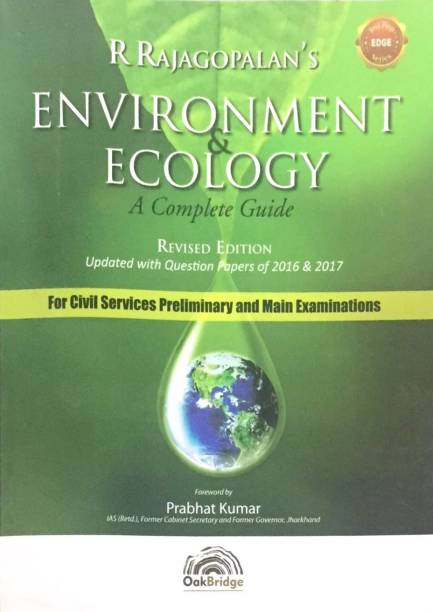 R RAJAGOPALAN'S
EDGE
Series
ENVIRONMENT
&
ECOLOGY
A Complete Guide
REVISED EDITION
Updated with Question Papers of 2016 & 2017
For Civil Services Preliminary and Main Examinations
Foreword by
Prabhat Kumar
IAS (Retd.), Former Cabinet Secretary and Former Governor, Jharkhand
OakBridge